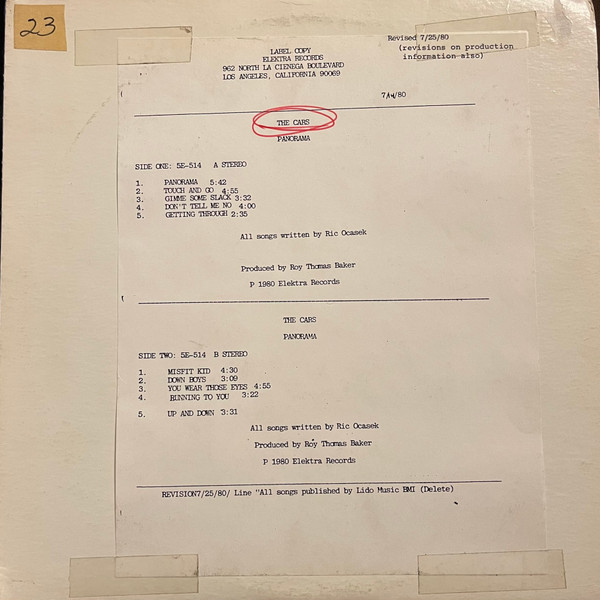 23
Revised 7/25/80
(revisions on production
information also)
LABEL COPY
ELEKTRA RECORDS
962 NORTH LA CIENEGA BOULEVARD
LOS ANGELES, CALIFORNIA 90069
/80
THE CARS
PANORAMA
SIDE ONE: 5E-514 A STEREO
1. PANORAMA 5:42
2. TOUCH AND GO 4:55
3. GIMME SOME SLACK 3:32
4. DON'T TELL ME NO 4:00
5. GETTING THROUGH 2:35
All songs written by Ric Ocasek
Produced by Roy Thomas Baker
P 1980 Elektra Records
THE CARS
PANORAMA
SIDE TWO: 5E-514 B STEREO
1. MISFIT KID 4:30
2. DOWN BOYS 3:09
3. YOU WEAR THOSE EYES 4:55
4. RUNNING TO YOU 3:22
5. UP AND DOWN 3:31
All songs written by Ric Ocasek
Produced by Roy Thomas Baker
P 1980 Elektra Records
REVISION7/25/80/ Line "All songs published by Lido Music BMI (Delete)